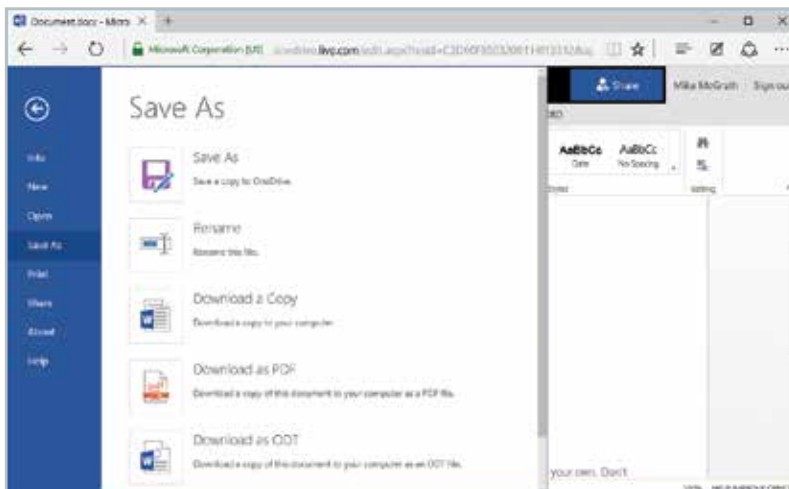 Document.docx - Micro
Microsoft Corporation [US]
onedrive.live.com/edit.aspx?resid=
Share
Mike McGrath
Sign out
Save As
Info
New
Open
Save As
Print
Share
About
Help
Save As
Save a copy to OneDrive.
Rename
Rename this file.
Download a Copy
Download a copy to your computer.
Download as PDF
Download a copy of this document to your computer as a PDF file.
Download as ODT
Download a copy of this document to your computer as an ODT file.
AaBbCc
Date
AaBbCc
No Spacing
Styles
Editing
your own. Don't